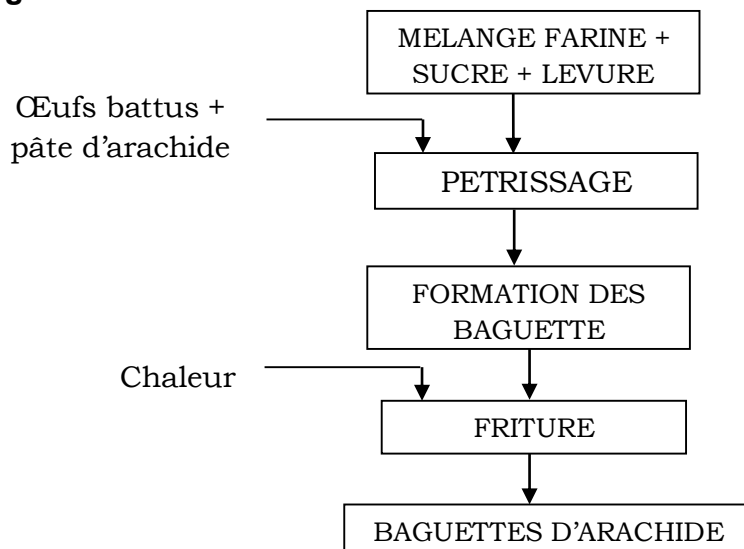 MELANGE FARINE +
SUCRE + LEVURE
Œufs battus +
pâte d'arachide
PETRISSAGE
FORMATION DES
BAGUETTE
Chaleur
FRITURE
BAGUETTES D'ARACHIDE